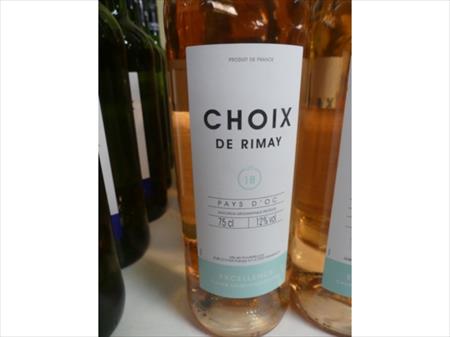 PRODUIT DE FRANCE
CHOIX
DE RIMAY
18
PAYS D'OC
75 cl 12% vol
EXCELLENCE